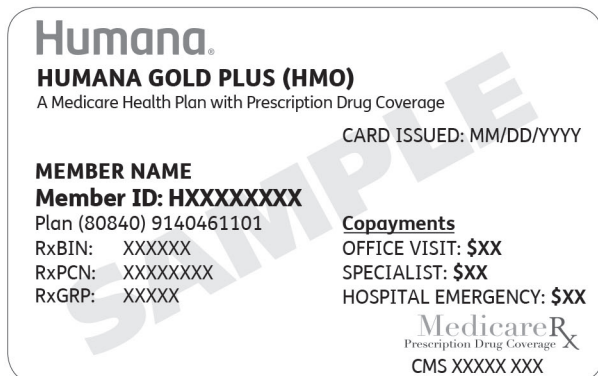 Humana®
HUMANA GOLD PLUS (HMO)
A Medicare Health Plan with Prescription Drug Coverage
CARD ISSUED: MM/DD/YYYY
MEMBER NAME
Member ID: HXXXXXXXX
Plan (80840) 9140461101
RxBIN: XXXXXX
RxPCN: XXXXXXXX
RxGRP: XXXXX
Copayments
OFFICE VISIT: $XX
SPECIALIST: $XX
HOSPITAL EMERGENCY: $XX
MedicareRx
Prescription Drug Coverage
CMS XXXXX XXX
SAMPLE